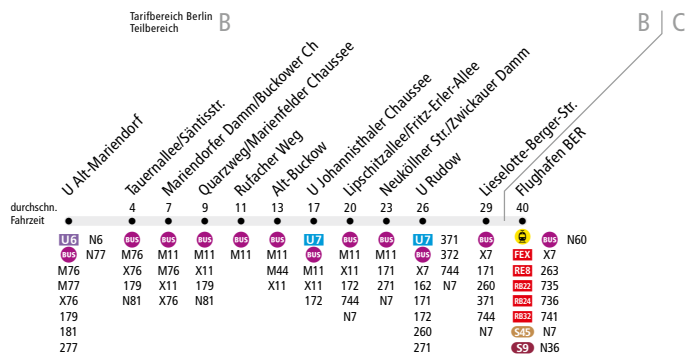 Tarifbereich Berlin B B C
Teilbereich
U Alt-Mariendorf
Tauernallee/Säntisstr.
Mariendorfer Damm/Buckower Ch
Quarzweg/Marienfelder Chaussee
Rufacher Weg
Alt-Buckow
U Johannisthaler Chaussee
Lipschitzallee/Fritz-Erler-Allee
Neuköllner Str./Zwickauer Damm
U Rudow
Lieselotte-Berger-Str.
Flughafen BER
durchschn. 4 7 9 11 13 17 20 23 26 29 40
Fahrzeit
U6 N6 BUS BUS BUS BUS BUS U7 BUS BUS U7 371 BUS BUS N60
BUS N77 M76 M11 M11 M11 M11 BUS M11 M11 BUS 372 X7 FEX X7
M76 X76 M76 X11 M44 M11 X11 171 X7 744 171 RE8 263
M77 179 X11 179 X11 X11 172 271 162 N7 260 RB22 735
X76 N81 X76 N81 172 744 N7 171 371 RB24 736
179 N7 172 744 RB32 741
181 260 N7 S45 N7
277 271 S9 N36